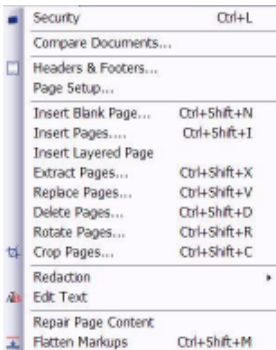 Security Ctrl+L
Compare Documents...
Headers & Footers...
Page Setup...
Insert Blank Page... Ctrl+Shift+N
Insert Pages.... Ctrl+Shift+I
Insert Layered Page
Extract Pages... Ctrl+Shift+X
Replace Pages... Ctrl+Shift+V
Delete Pages... Ctrl+Shift+D
Rotate Pages... Ctrl+Shift+R
Crop Pages... Ctrl+Shift+C
Redaction
Edit Text
Repair Page Content
Flatten Markups Ctrl+Shift+M